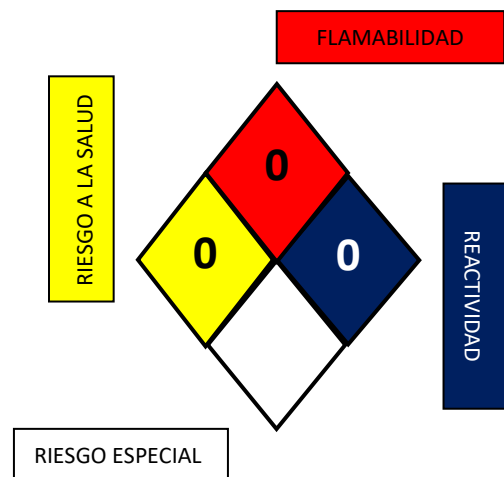 FLAMABILIDAD
RIESGO A LA SALUD
0
0
0
REACTIVIDAD
RIESGO ESPECIAL